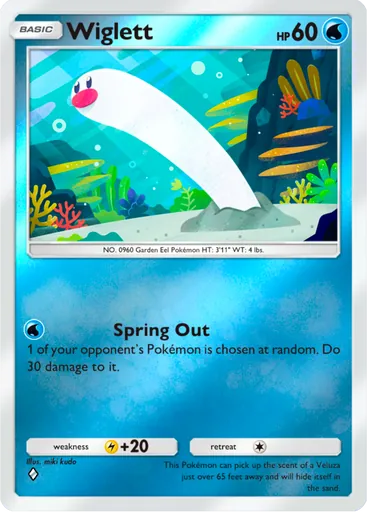 BASIC Wiglett HP 60
NO. 0960 Garden Eel Pokémon HT: 3'11" WT: 4 lbs.
Spring Out
1 of your opponent's Pokémon is chosen at random. Do
30 damage to it.
weakness +20 retreat
Illus. miki kudo
This Pokémon can pick up the scent of a Veluza
just over 65 feet away and will hide itself in
the sand.